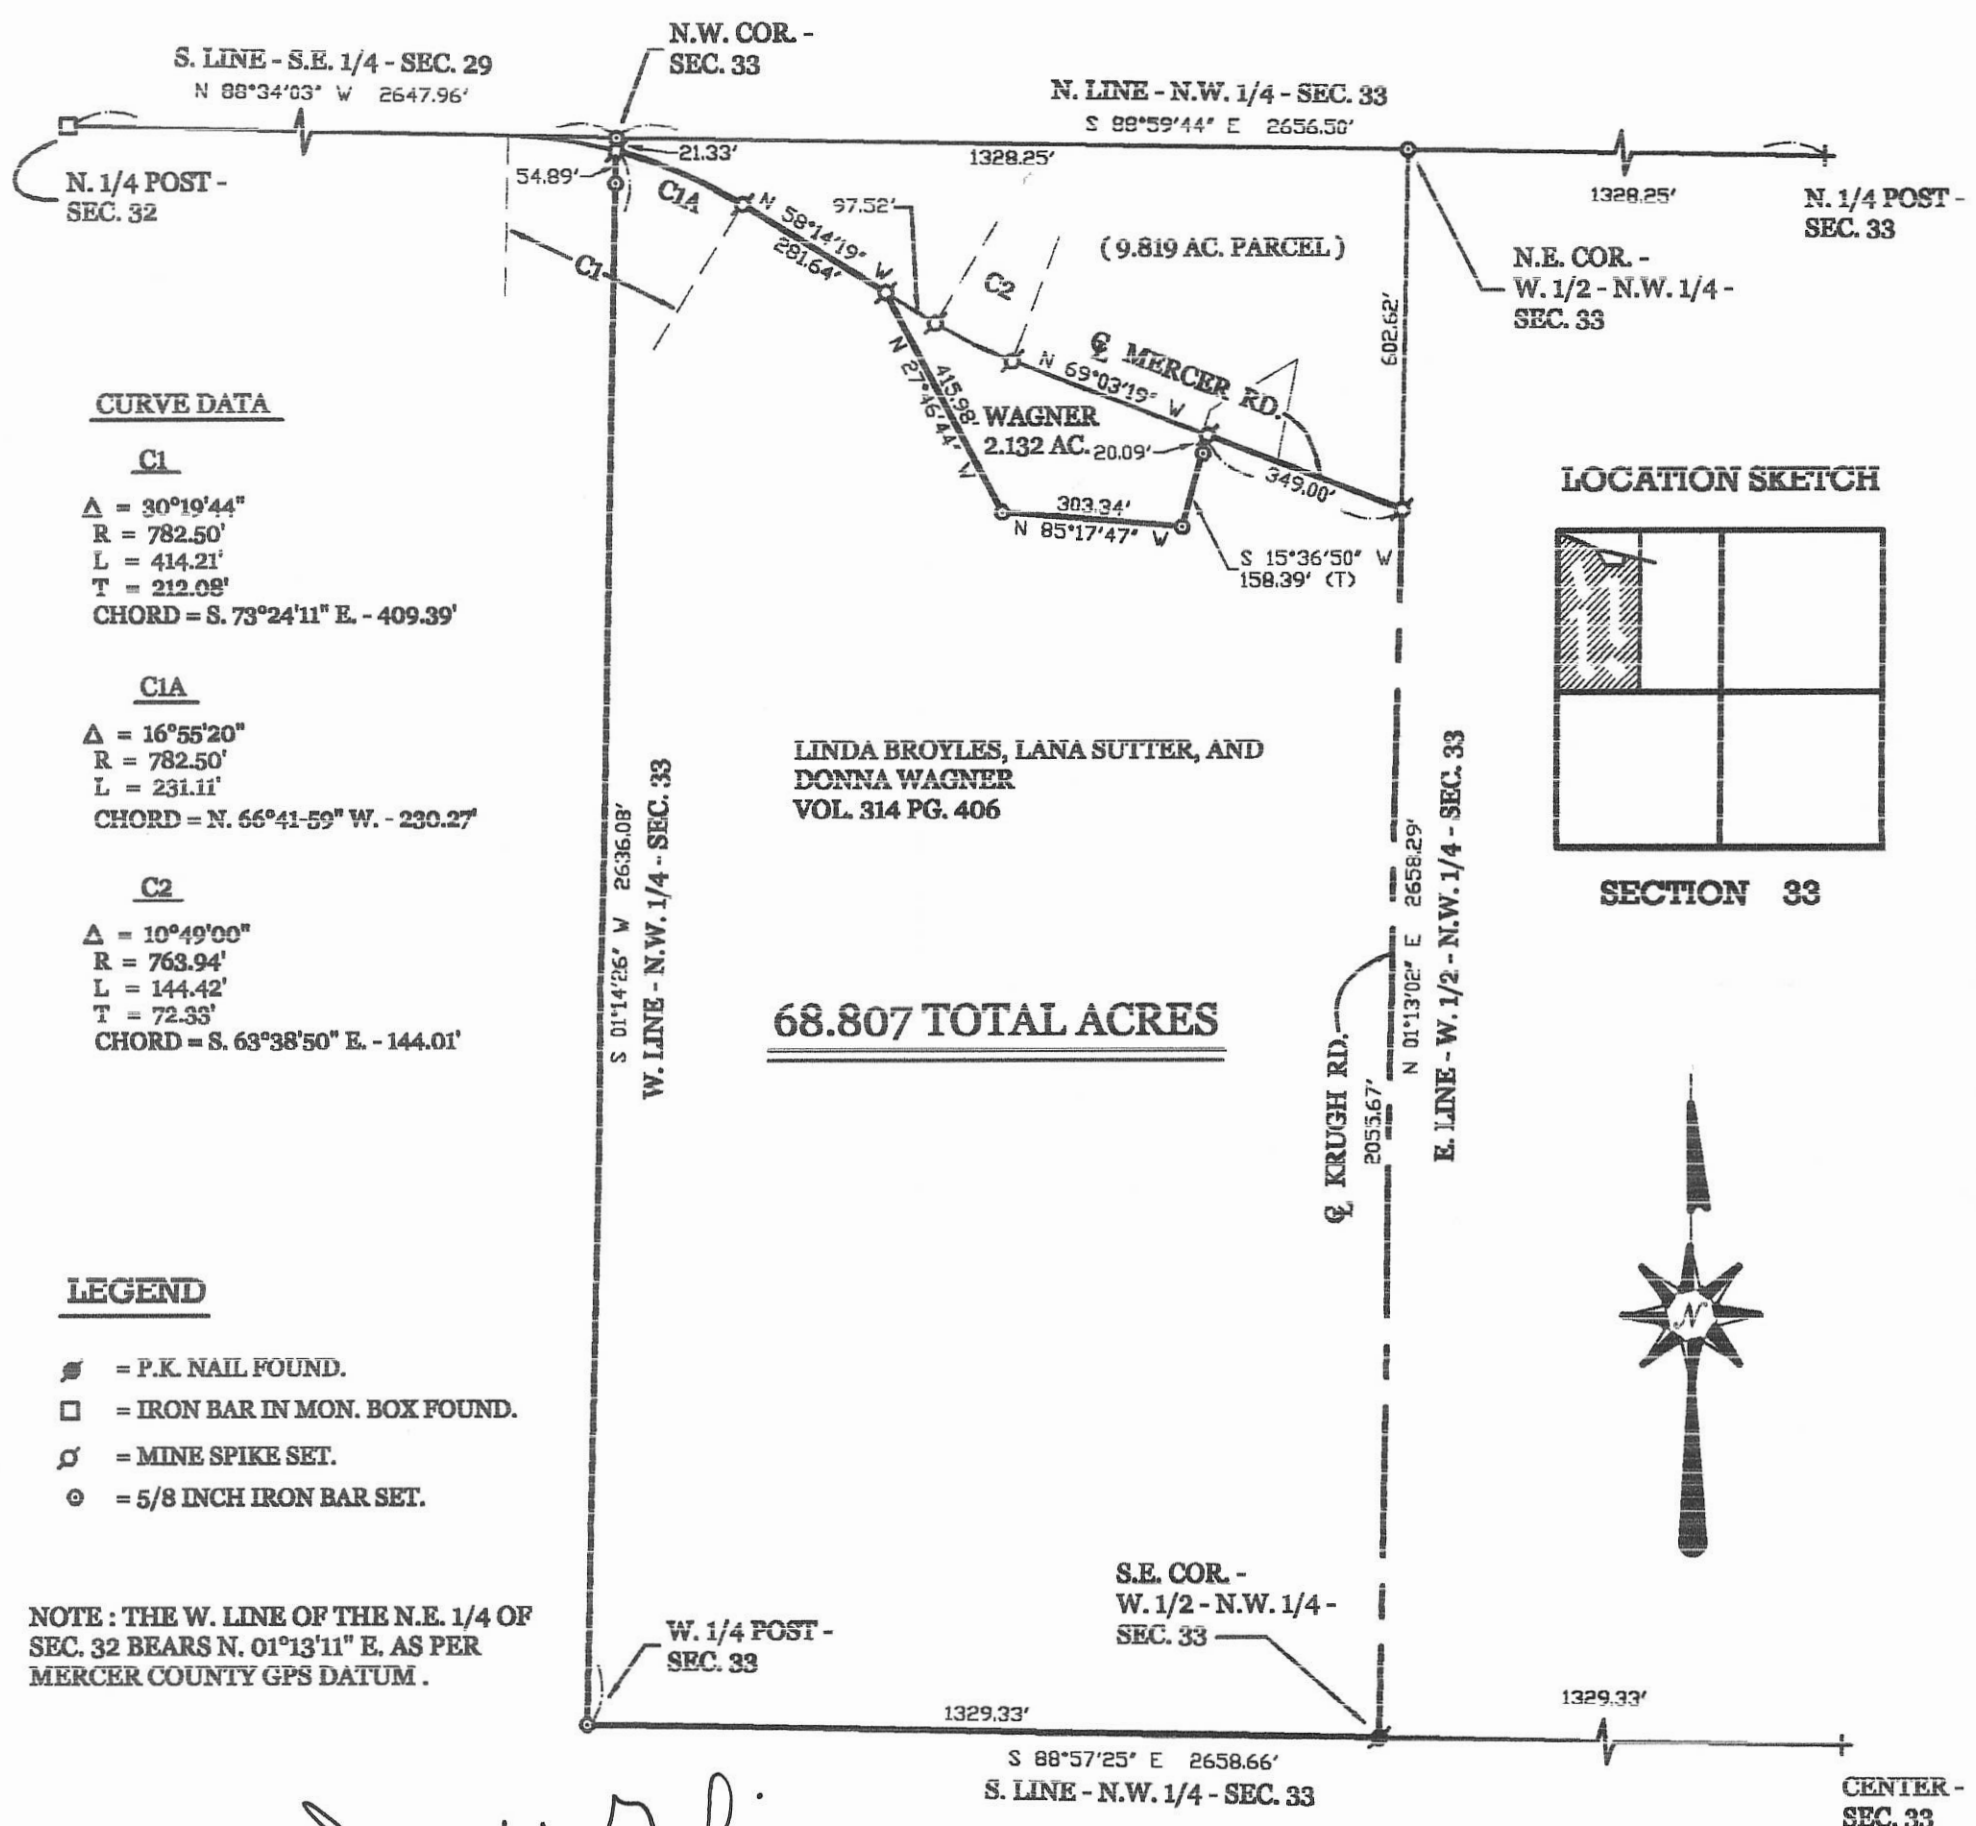 N.W. COR. -
SEC. 33
S. LINE - S.E. 1/4 - SEC. 29
N 88°34'03" W 2647.96'
N. LINE - N.W. 1/4 - SEC. 33
S 88°59'44" E 2656.50'
21.33'
1328.25'
54.89'
N. 1/4 POST -
SEC. 32
C1A
1328.25'
N. 1/4 POST -
SEC. 33
N 58°14'19" W
281.64'
97.52'
C1
C2
( 9.819 AC. PARCEL )
N.E. COR. -
W. 1/2 - N.W. 1/4 -
SEC. 33
602.62'
℄ MERCER RD.
N 69°03'19" W
415.98'
N 27°46'44" W
WAGNER
2.132 AC.
20.09'
349.00'
303.34'
N 85°17'47" W
S 15°36'50" W
158.39' (T)
CURVE DATA
C1
Δ = 30°19'44"
R = 782.50'
L = 414.21'
T = 212.08'
CHORD = S. 73°24'11" E. - 409.39'
C1A
Δ = 16°55'20"
R = 782.50'
L = 231.11'
CHORD = N. 66°41-59" W. - 230.27'
C2
Δ = 10°49'00"
R = 763.94'
L = 144.42'
T = 72.33'
CHORD = S. 63°38'50" E. - 144.01'
LOCATION SKETCH
SECTION 33
LINDA BROYLES, LANA SUTTER, AND
DONNA WAGNER
VOL. 314 PG. 406
S 01°14'26" W 2636.08'
W. LINE - N.W. 1/4 - SEC. 33
68.807 TOTAL ACRES
℄ KRUGH RD.
2055.67'
N 01°13'02" E 2658.29'
E. LINE - W. 1/2 - N.W. 1/4 - SEC. 33
N
LEGEND
= P.K. NAIL FOUND.
= IRON BAR IN MON. BOX FOUND.
= MINE SPIKE SET.
= 5/8 INCH IRON BAR SET.
NOTE : THE W. LINE OF THE N.E. 1/4 OF
SEC. 32 BEARS N. 01°13'11" E. AS PER
MERCER COUNTY GPS DATUM .
W. 1/4 POST -
SEC. 33
S.E. COR. -
W. 1/2 - N.W. 1/4 -
SEC. 33
1329.33'
1329.33'
S 88°57'25" E 2658.66'
S. LINE - N.W. 1/4 - SEC. 33
CENTER -
SEC. 33